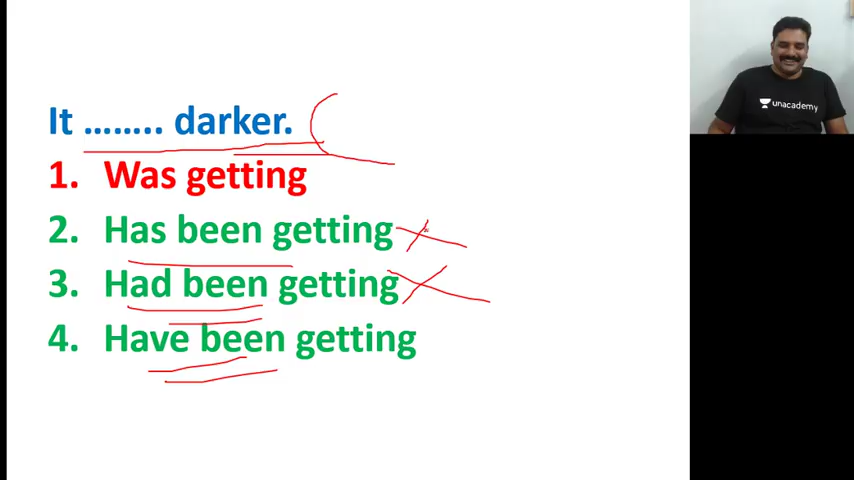 It …….. darker.
1. Was getting
2. Has been getting
3. Had been getting
4. Have been getting
unacademy